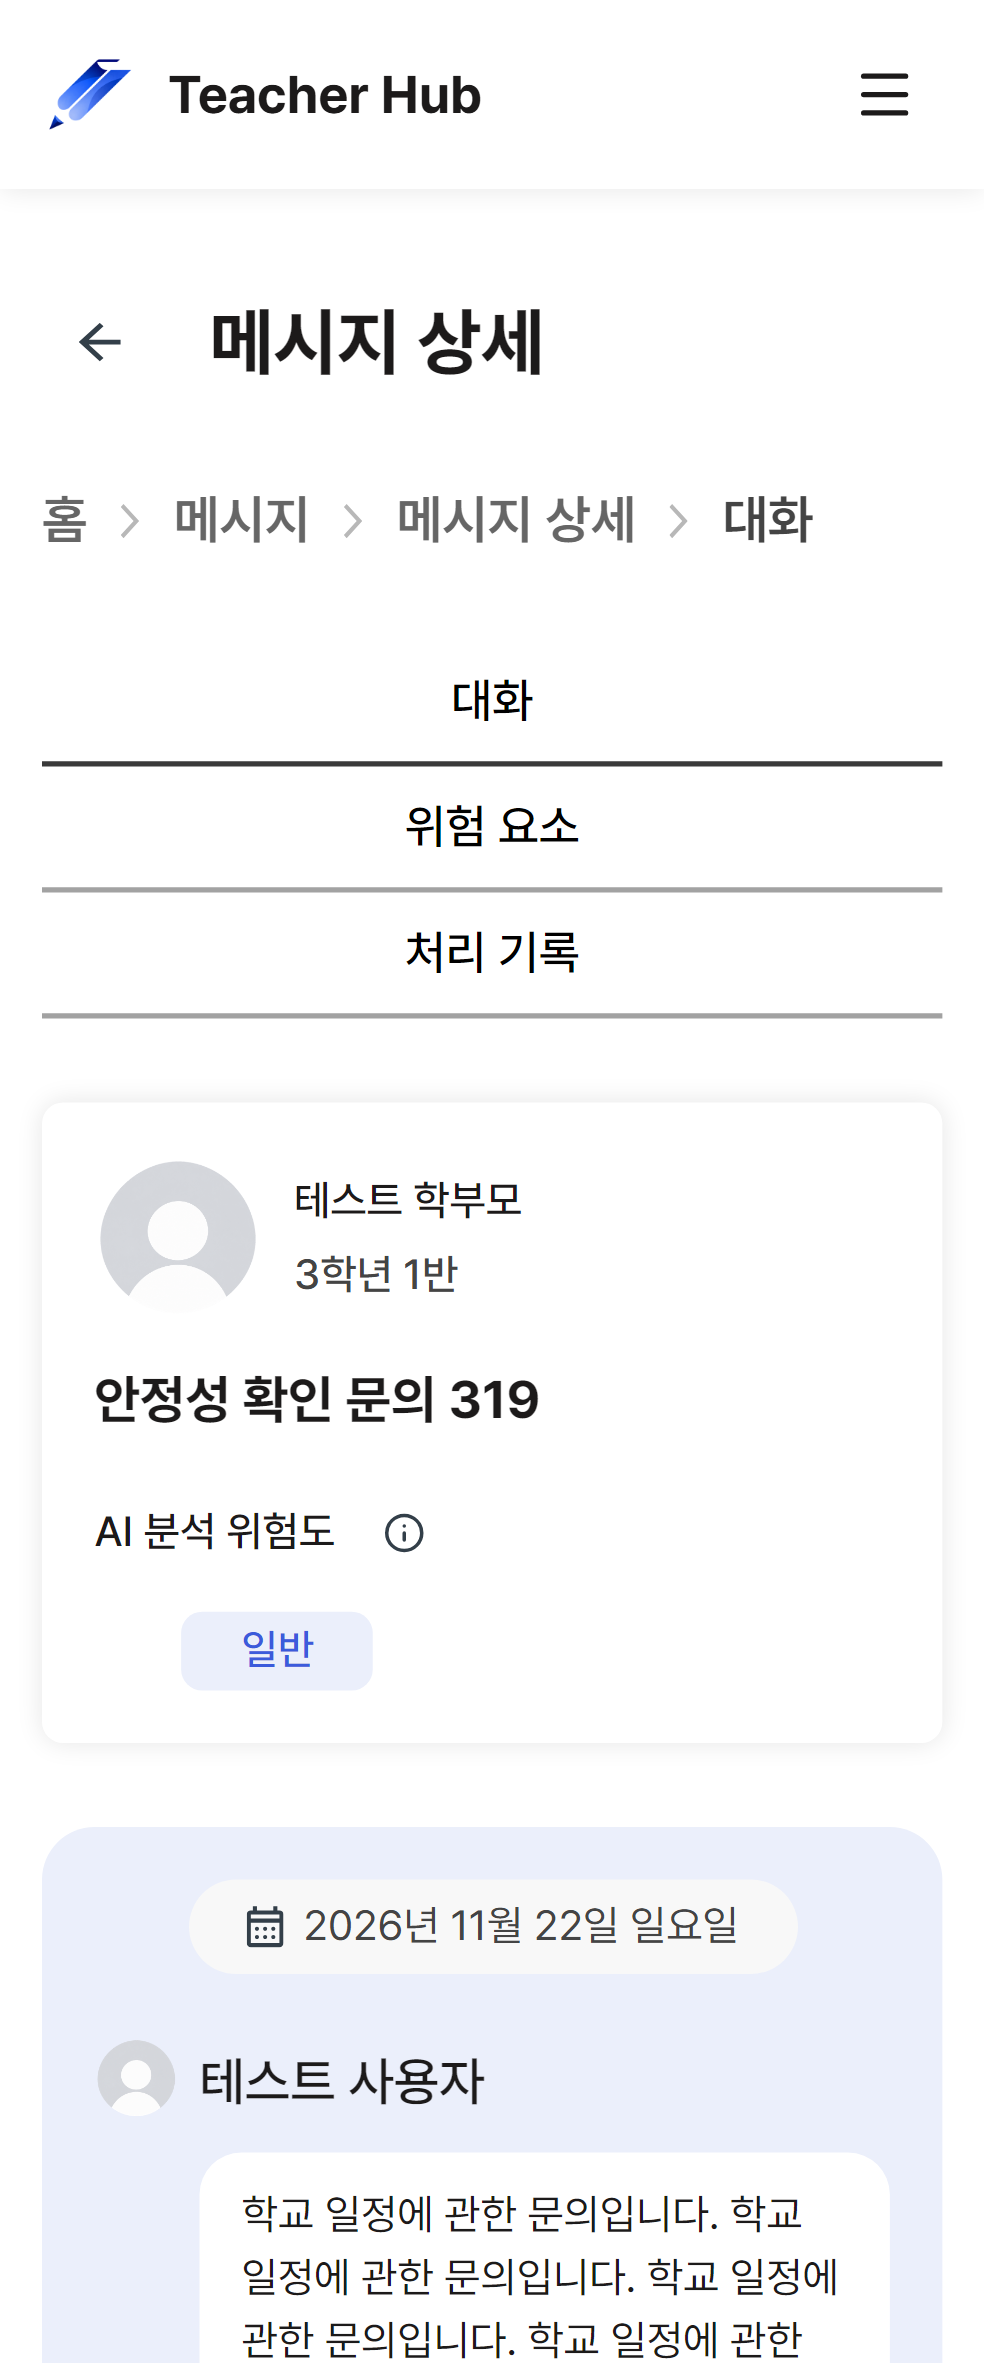 Teacher Hub
메시지 상세
홈 > 메시지 > 메시지 상세 > 대화
대화
위험 요소
처리 기록
테스트 학부모
3학년 1반
안정성 확인 문의 319
AI 분석 위험도
일반
2026년 11월 22일 일요일
테스트 사용자
학교 일정에 관한 문의입니다. 학교
일정에 관한 문의입니다. 학교 일정에
관한 문의입니다. 학교 일정에 관한